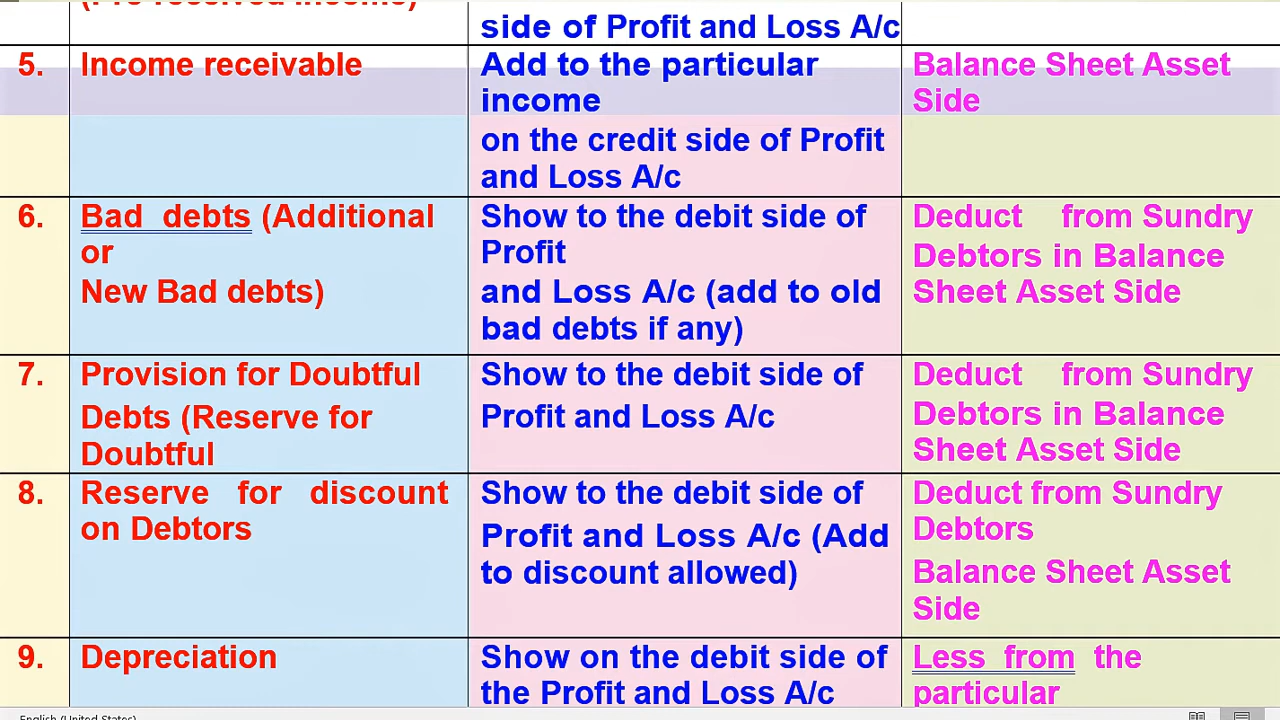 (Pre-received income)
side of Profit and Loss A/c
5.
Income receivable
Add to the particular
income
on the credit side of Profit
and Loss A/c
Balance Sheet Asset
Side
6.
Bad debts (Additional
or
New Bad debts)
Show to the debit side of
Profit
and Loss A/c (add to old
bad debts if any)
Deduct from Sundry
Debtors in Balance
Sheet Asset Side
7.
Provision for Doubtful
Debts (Reserve for
Doubtful
Show to the debit side of
Profit and Loss A/c
Deduct from Sundry
Debtors in Balance
Sheet Asset Side
8.
Reserve for discount
on Debtors
Show to the debit side of
Profit and Loss A/c (Add
to discount allowed)
Deduct from Sundry
Debtors
Balance Sheet Asset
Side
9.
Depreciation
Show on the debit side of
the Profit and Loss A/c
Less from the
particular
English (United States)